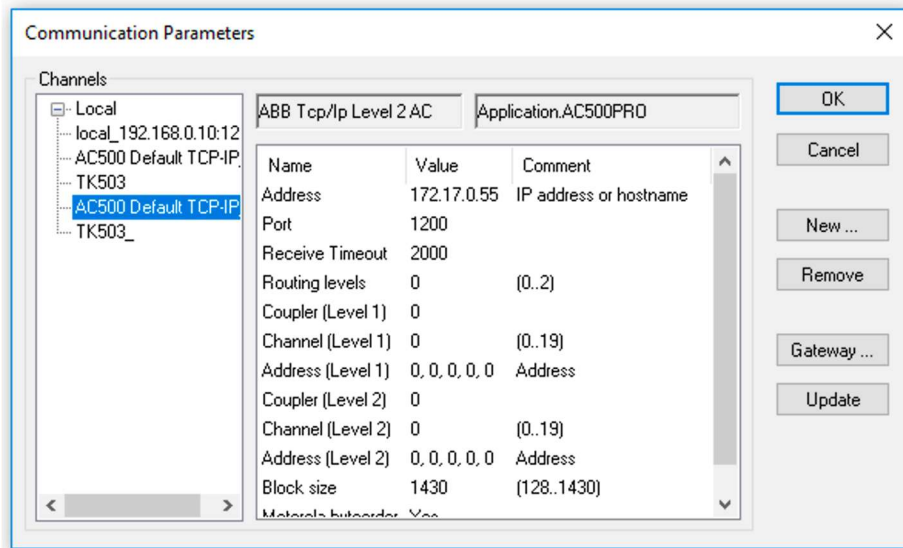 Communication Parameters
Channels
Local
local_192.168.0.10:12
AC500 Default TCP-IP_
TK503
AC500 Default TCP-IP_
TK503_
ABB Tcp/Ip Level 2 AC
Application.AC500PRO
Name Value Comment
Address 172.17.0.55 IP address or hostname
Port 1200
Receive Timeout 2000
Routing levels 0 (0..2)
Coupler (Level 1) 0
Channel (Level 1) 0 (0..19)
Address (Level 1) 0, 0, 0, 0, 0 Address
Coupler (Level 2) 0
Channel (Level 2) 0 (0..19)
Address (Level 2) 0, 0, 0, 0, 0 Address
Block size 1430 (128..1430)
Motorola byteorder Yes
OK
Cancel
New ...
Remove
Gateway ...
Update